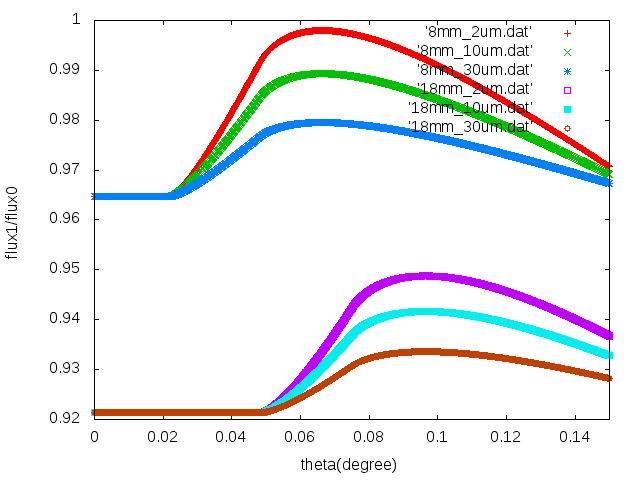 1
0.99
0.98
0.97
0.96
0.95
0.94
0.93
0.92
flux1/flux0
'8mm_2um.dat'
'8mm_10um.dat'
'8mm_30um.dat'
'18mm_2um.dat'
'18mm_10um.dat'
'18mm_30um.dat'
0 0.02 0.04 0.06 0.08 0.1 0.12 0.14
theta(degree)